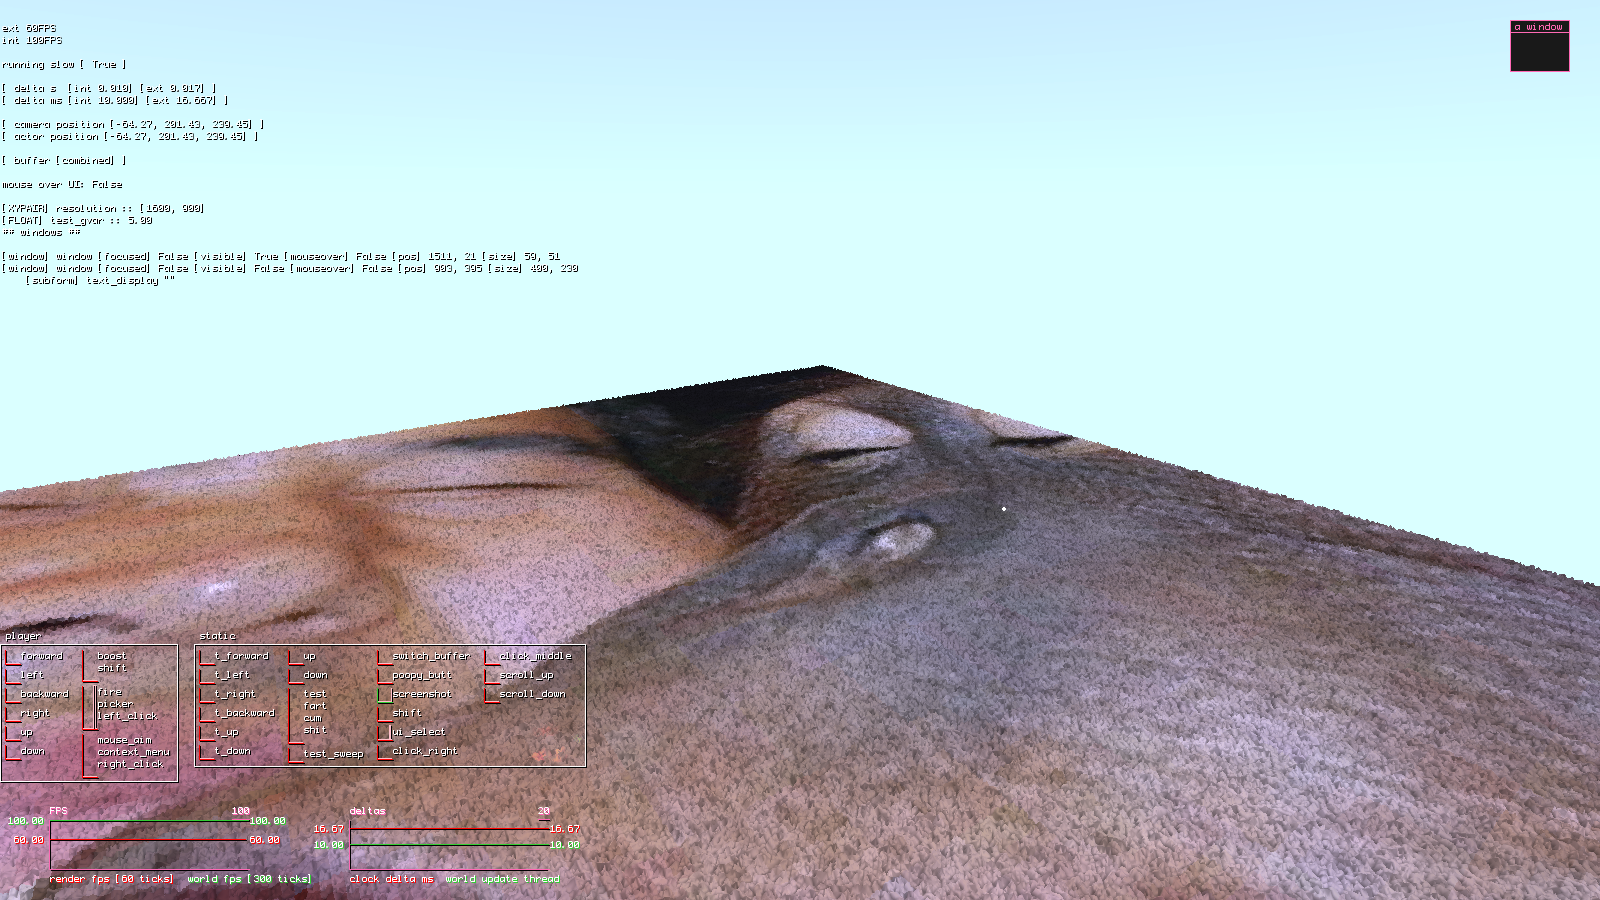 ext 60FPS
int 100FPS
running slow [ True ]
[ delta s  [int 0.010] [ext 0.017] ]
[ delta ms [int 10.000] [ext 16.667] ]
[ camera position [-64.27, 201.43, 239.45] ]
[ actor position [-64.27, 201.43, 239.45] ]
[ buffer [combined] ]
mouse over UI: False
[XYPAIR] resolution :: [1600, 900]
[FLOAT] test_gvar :: 5.00
** windows **
[window] window [focused] False [visible] True [mouseover] False [pos] 1511, 21 [size] 59, 51
[window] window [focused] False [visible] False [mouseover] False [pos] 903, 395 [size] 400, 230
[subform] text_display ""
a window
player
forward
left
backward
right
up
down
boost
shift
fire
picker
left_click
mouse_aim
context_menu
right_click
static
t_forward
t_left
t_right
t_backward
t_up
t_down
up
down
test
fart
cum
shit
test_sweep
switch_buffer
poopy_butt
screenshot
shift
ui_select
click_right
click_middle
scroll_up
scroll_down
FPS 100
100.00 100.00
60.00 60.00
render fps [60 ticks] world fps [300 ticks]
deltas 20
16.67 16.67
10.00 10.00
clock delta ms world update thread